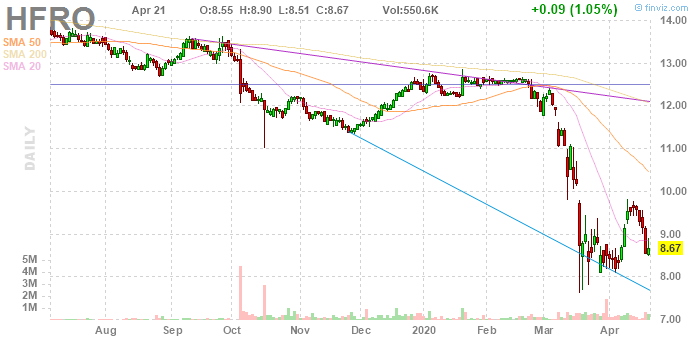 HFRO Apr 21 O:8.55 H:8.90 L:8.51 C:8.67 Vol:550.6K +0.09 (1.05%)
© finviz.com
SMA 50
SMA 200
SMA 20
DAILY
14.00
13.00
12.00
11.00
10.00
9.00
8.67
8.00
7.00
5M
4M
3M
2M
1M
Aug Sep Oct Nov Dec 2020 Feb Mar Apr